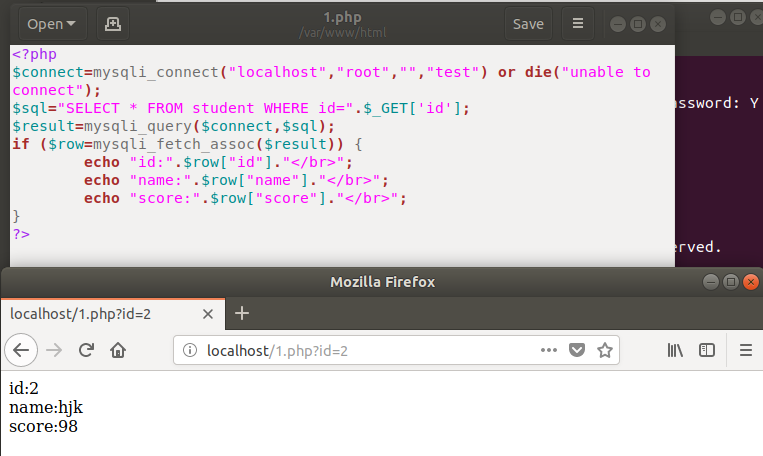 Open
1.php
/var/www/html
Save
<?php
$connect=mysqli_connect("localhost","root","","test") or die("unable to
connect");
$sql="SELECT * FROM student WHERE id=".$_GET['id'];
$result=mysqli_query($connect,$sql);
if ($row=mysqli_fetch_assoc($result)) {
echo "id:".$row["id"]."</br>";
echo "name:".$row["name"]."</br>";
echo "score:".$row["score"]."</br>";
}
?>
assword: Y
erved.
Mozilla Firefox
localhost/1.php?id=2
localhost/1.php?id=2
id:2
name:hjk
score:98